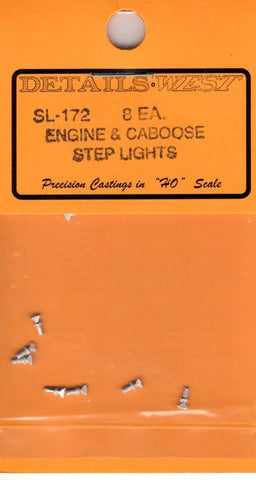 DETAILS WEST
SL-172 8 EA.
ENGINE & CABOOSE
STEP LIGHTS
Precision Castings in "HO" Scale